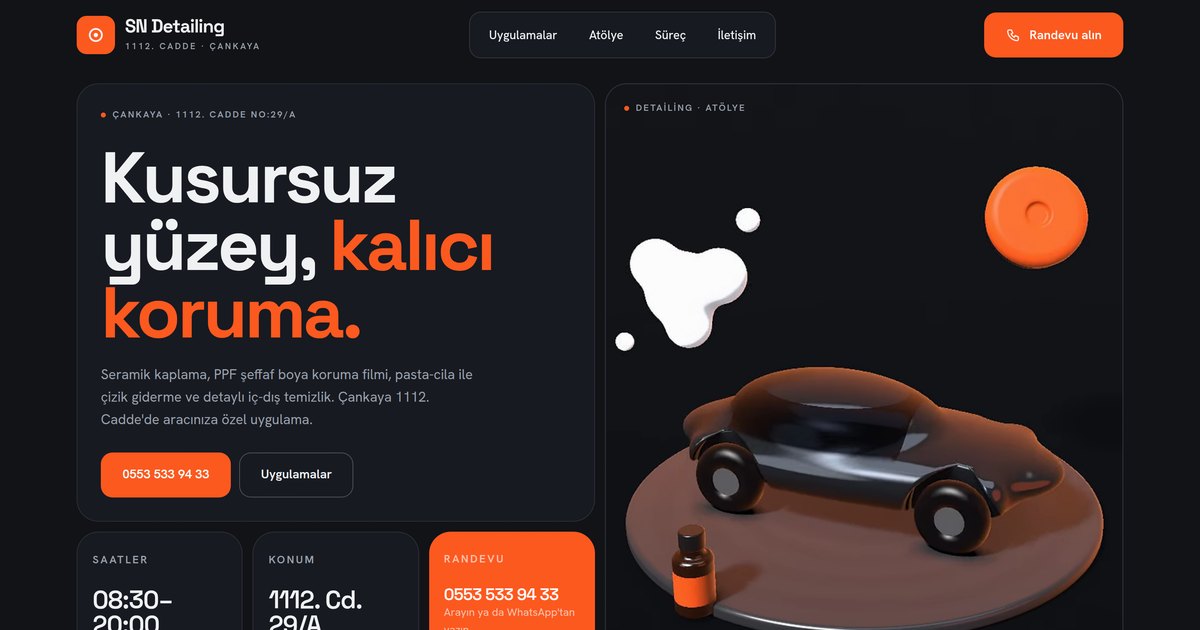 SN Detailing
1112. CADDE · ÇANKAYA
Uygulamalar
Atölye
Süreç
İletişim
Randevu alın
ÇANKAYA · 1112. CADDE NO:29/A
Kusursuz
yüzey, kalıcı
koruma.
Seramik kaplama, PPF şeffaf boya koruma filmi, pasta-cila ile
çizik giderme ve detaylı iç-dış temizlik. Çankaya 1112.
Cadde'de aracınıza özel uygulama.
0553 533 94 33
Uygulamalar
DETAİLİNG · ATÖLYE
SAATLER
08:30–
20:00
KONUM
1112. Cd.
29/A
RANDEVU
0553 533 94 33
Arayın ya da WhatsApp'tan